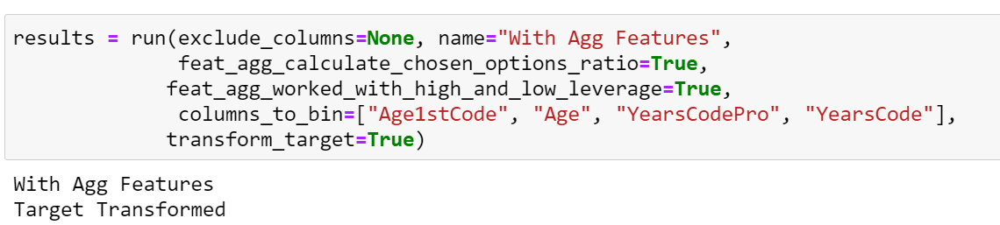 results = run(exclude_columns=None, name="With Agg Features",
feat_agg_calculate_chosen_options_ratio=True,
feat_agg_worked_with_high_and_low_leverage=True,
columns_to_bin=["Age1stCode", "Age", "YearsCodePro", "YearsCode"],
transform_target=True)
With Agg Features
Target Transformed